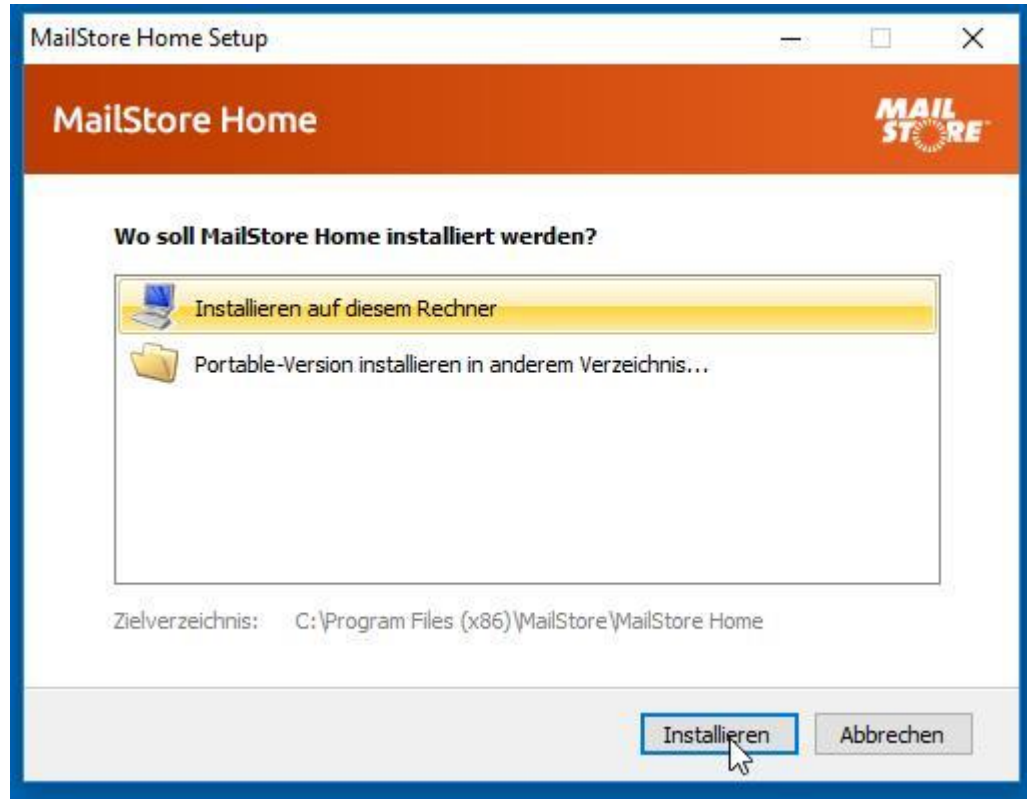 MailStore Home Setup
MailStore Home
MAIL
STORE
Wo soll MailStore Home installiert werden?
Installieren auf diesem Rechner
Portable-Version installieren in anderem Verzeichnis...
Zielverzeichnis: C:\Program Files (x86)\MailStore\MailStore Home
Installieren Abbrechen